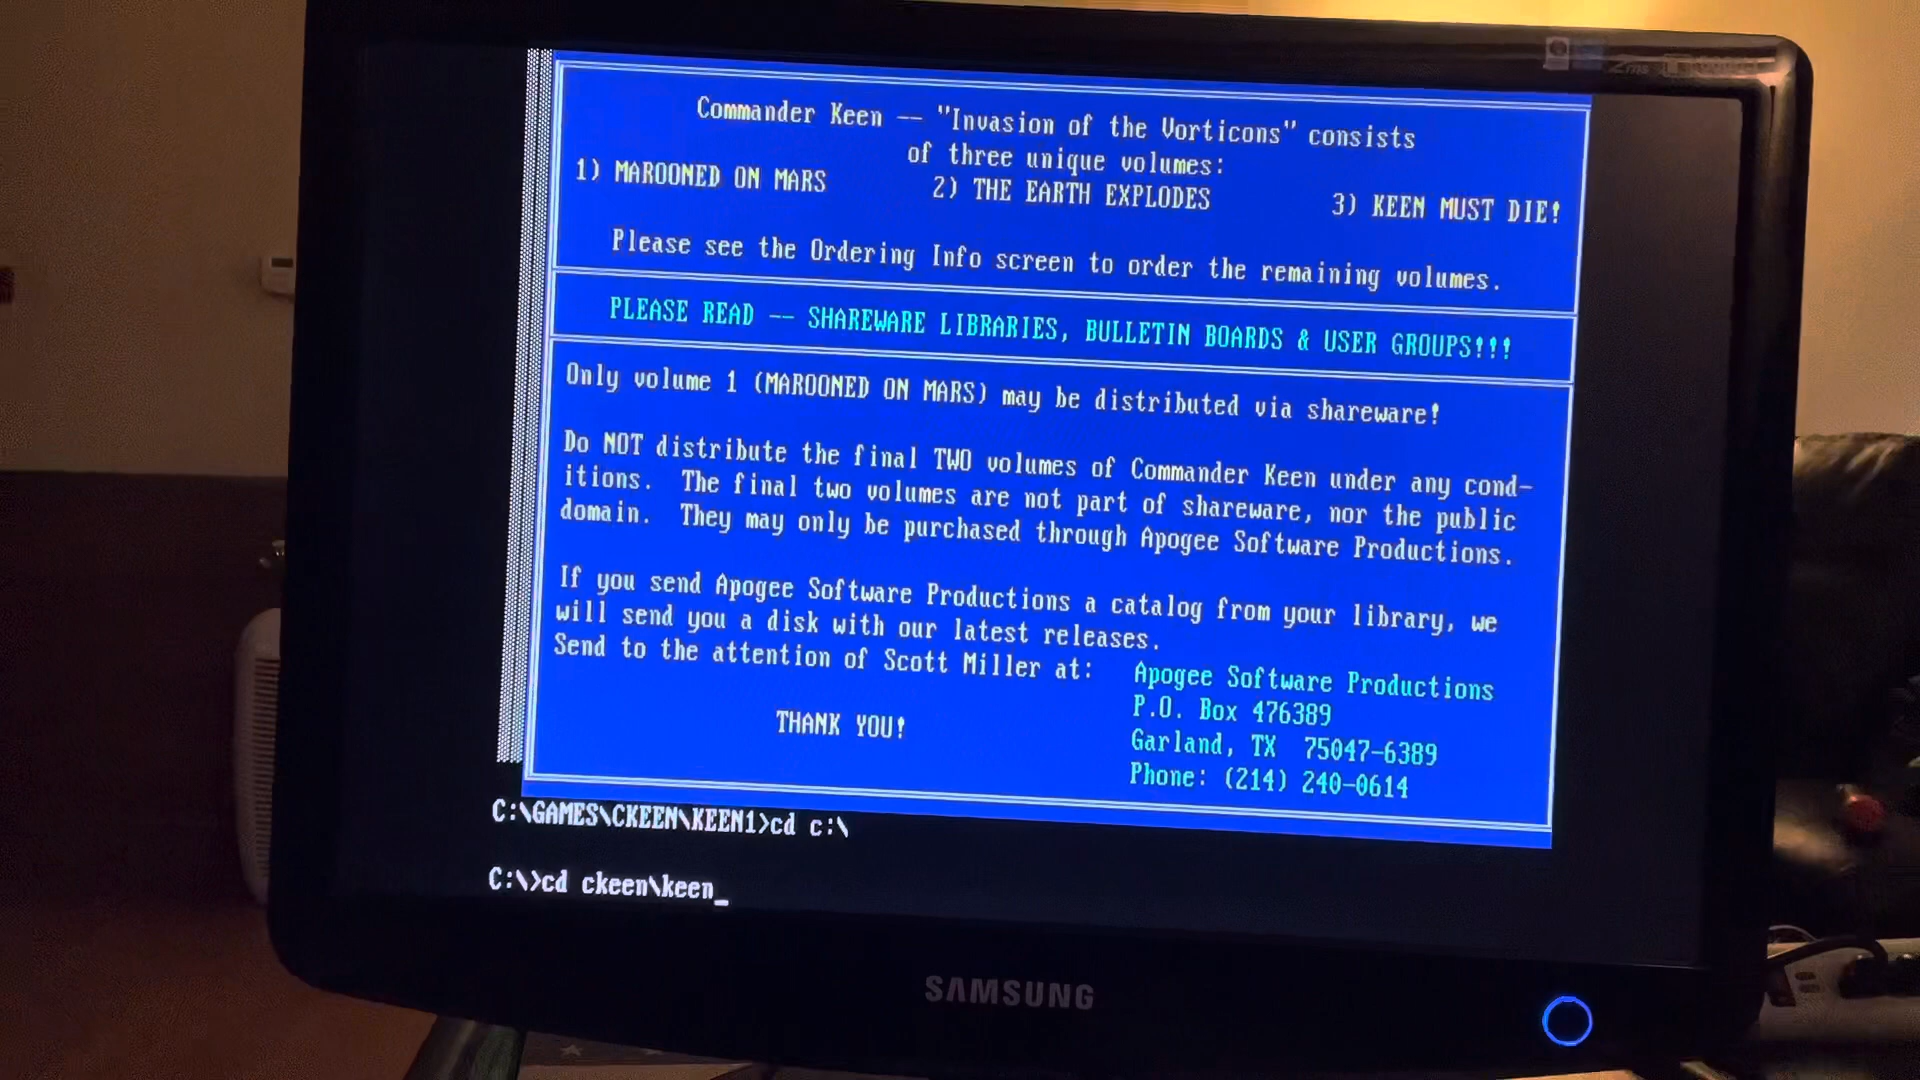 Commander Keen -- "Invasion of the Vorticons" consists
of three unique volumes:
1) MAROONED ON MARS 2) THE EARTH EXPLODES 3) KEEN MUST DIE!
Please see the Ordering Info screen to order the remaining volumes.
PLEASE READ -- SHAREWARE LIBRARIES, BULLETIN BOARDS & USER GROUPS!!!
Only volume 1 (MAROONED ON MARS) may be distributed via shareware!
Do NOT distribute the final TWO volumes of Commander Keen under any cond-
itions. The final two volumes are not part of shareware, nor the public
domain. They may only be purchased through Apogee Software Productions.
If you send Apogee Software Productions a catalog from your library, we
will send you a disk with our latest releases.
Send to the attention of Scott Miller at: Apogee Software Productions
P.O. Box 476389
THANK YOU!
Garland, TX 75047-6389
Phone: (214) 240-0614
C:\GAMES\CKEEN\KEEN1>cd c:\
C:\>cd ckeen\keen_
SAMSUNG